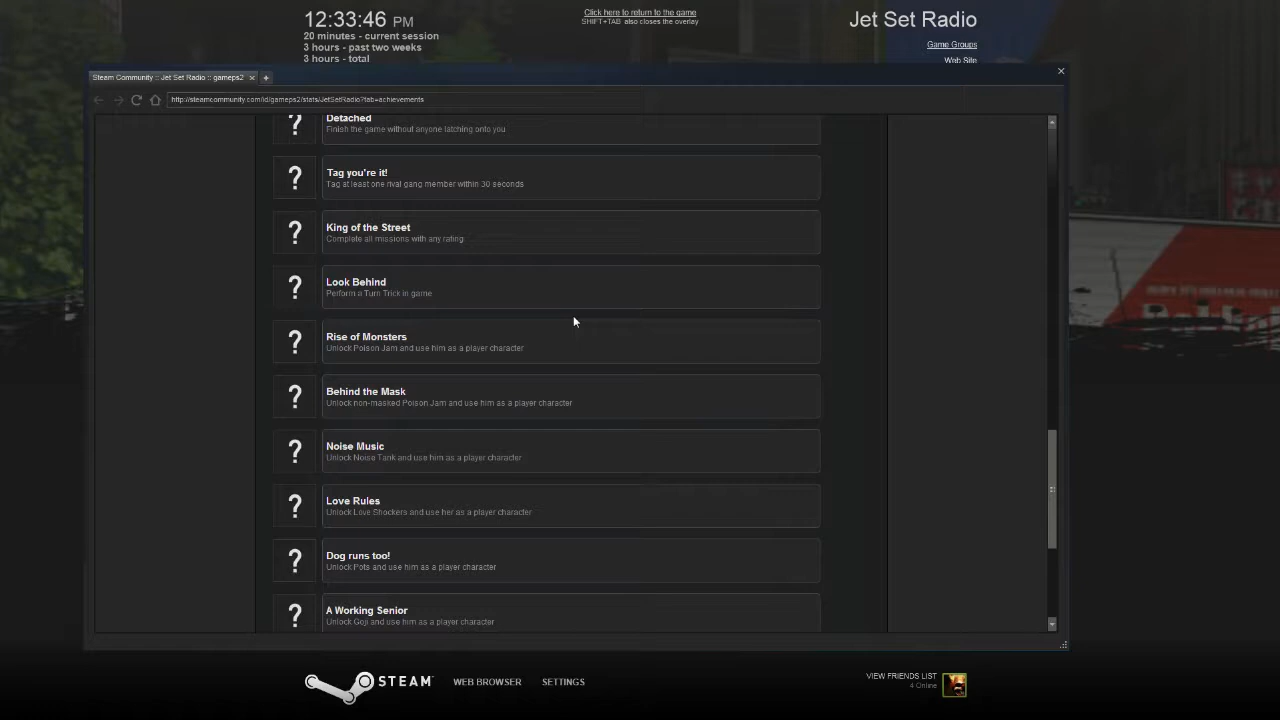 12:33:46 PM
20 minutes - current session
3 hours - past two weeks
3 hours - total
Click here to return to the game
SHIFT+TAB also closes the overlay
Jet Set Radio
Game Groups
Web Site
Steam Community :: Jet Set Radio :: gameps2
http://steamcommunity.com/id/gameps2/stats/JetSetRadio?tab=achievements
Detached
Finish the game without anyone latching onto you
Tag you're it!
Tag at least one rival gang member within 30 seconds
King of the Street
Complete all missions with any rating
Look Behind
Perform a Turn Trick in game
Rise of Monsters
Unlock Poison Jam and use him as a player character
Behind the Mask
Unlock non-masked Poison Jam and use him as a player character
Noise Music
Unlock Noise Tank and use him as a player character
Love Rules
Unlock Love Shockers and use her as a player character
Dog runs too!
Unlock Pots and use him as a player character
A Working Senior
Unlock Goji and use him as a player character
STEAM
WEB BROWSER
SETTINGS
VIEW FRIENDS LIST
4 Online